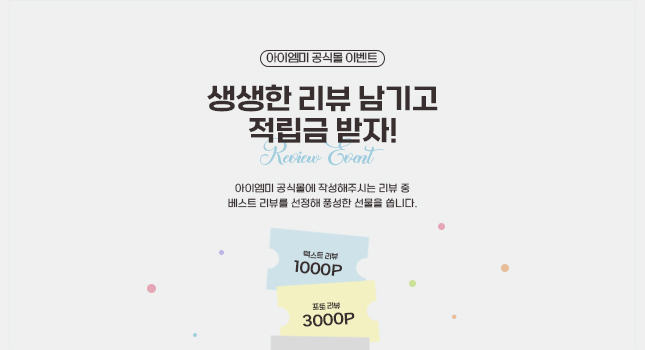 아이엠미 공식몰 이벤트
생생한 리뷰 남기고
적립금 받자!
Review Event
아이엠미 공식몰에 작성해주시는 리뷰 중
베스트 리뷰를 선정해 풍성한 선물을 쏩니다.
텍스트 리뷰
1000P
포토 리뷰
3000P